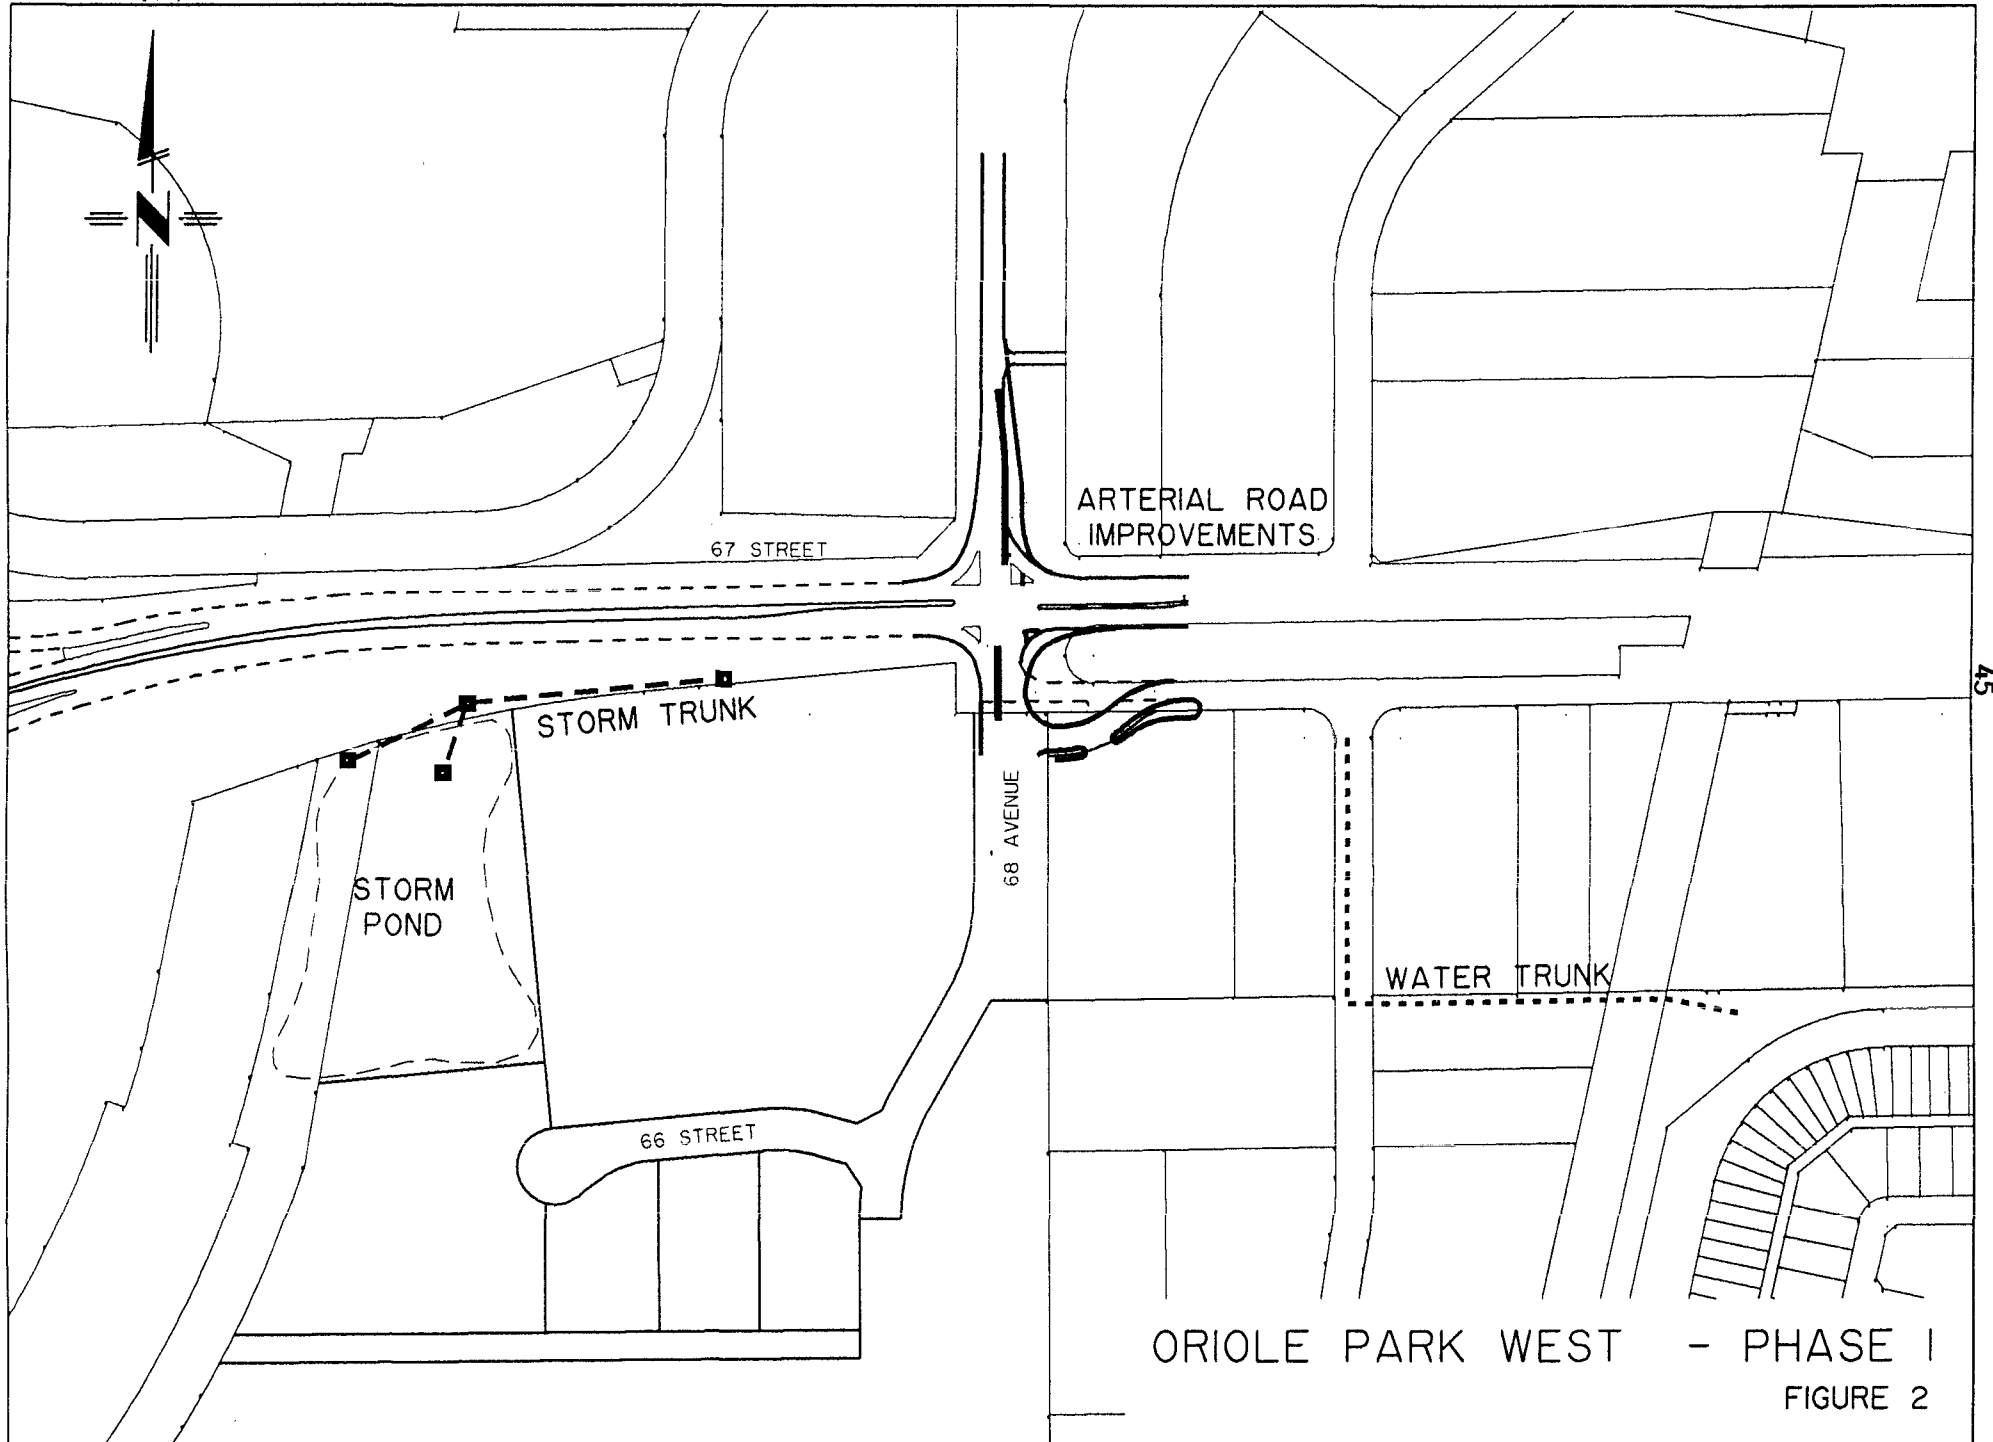 N
ARTERIAL ROAD
IMPROVEMENTS
67 STREET
45
STORM TRUNK
68 AVENUE
STORM
POND
WATER TRUNK
66 STREET
ORIOLE PARK WEST - PHASE 1
FIGURE 2